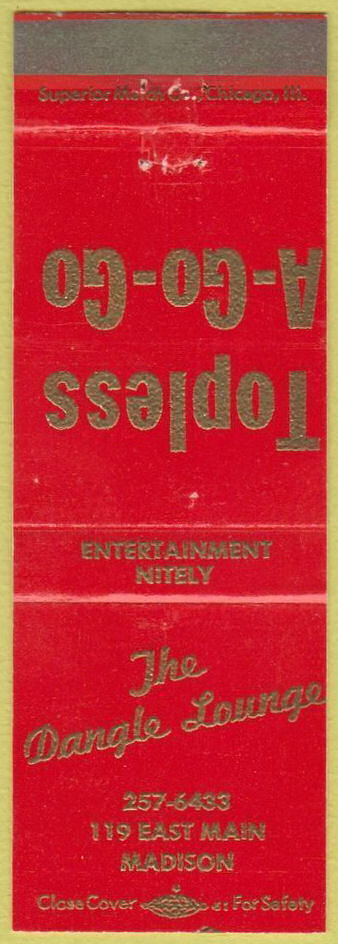 Superior Match Co., Chicago, Ill.
Topless
A-Go-Go
ENTERTAINMENT
NITELY
The
Dangle Lounge
257-6433
119 EAST MAIN
MADISON
Close Cover For Safety